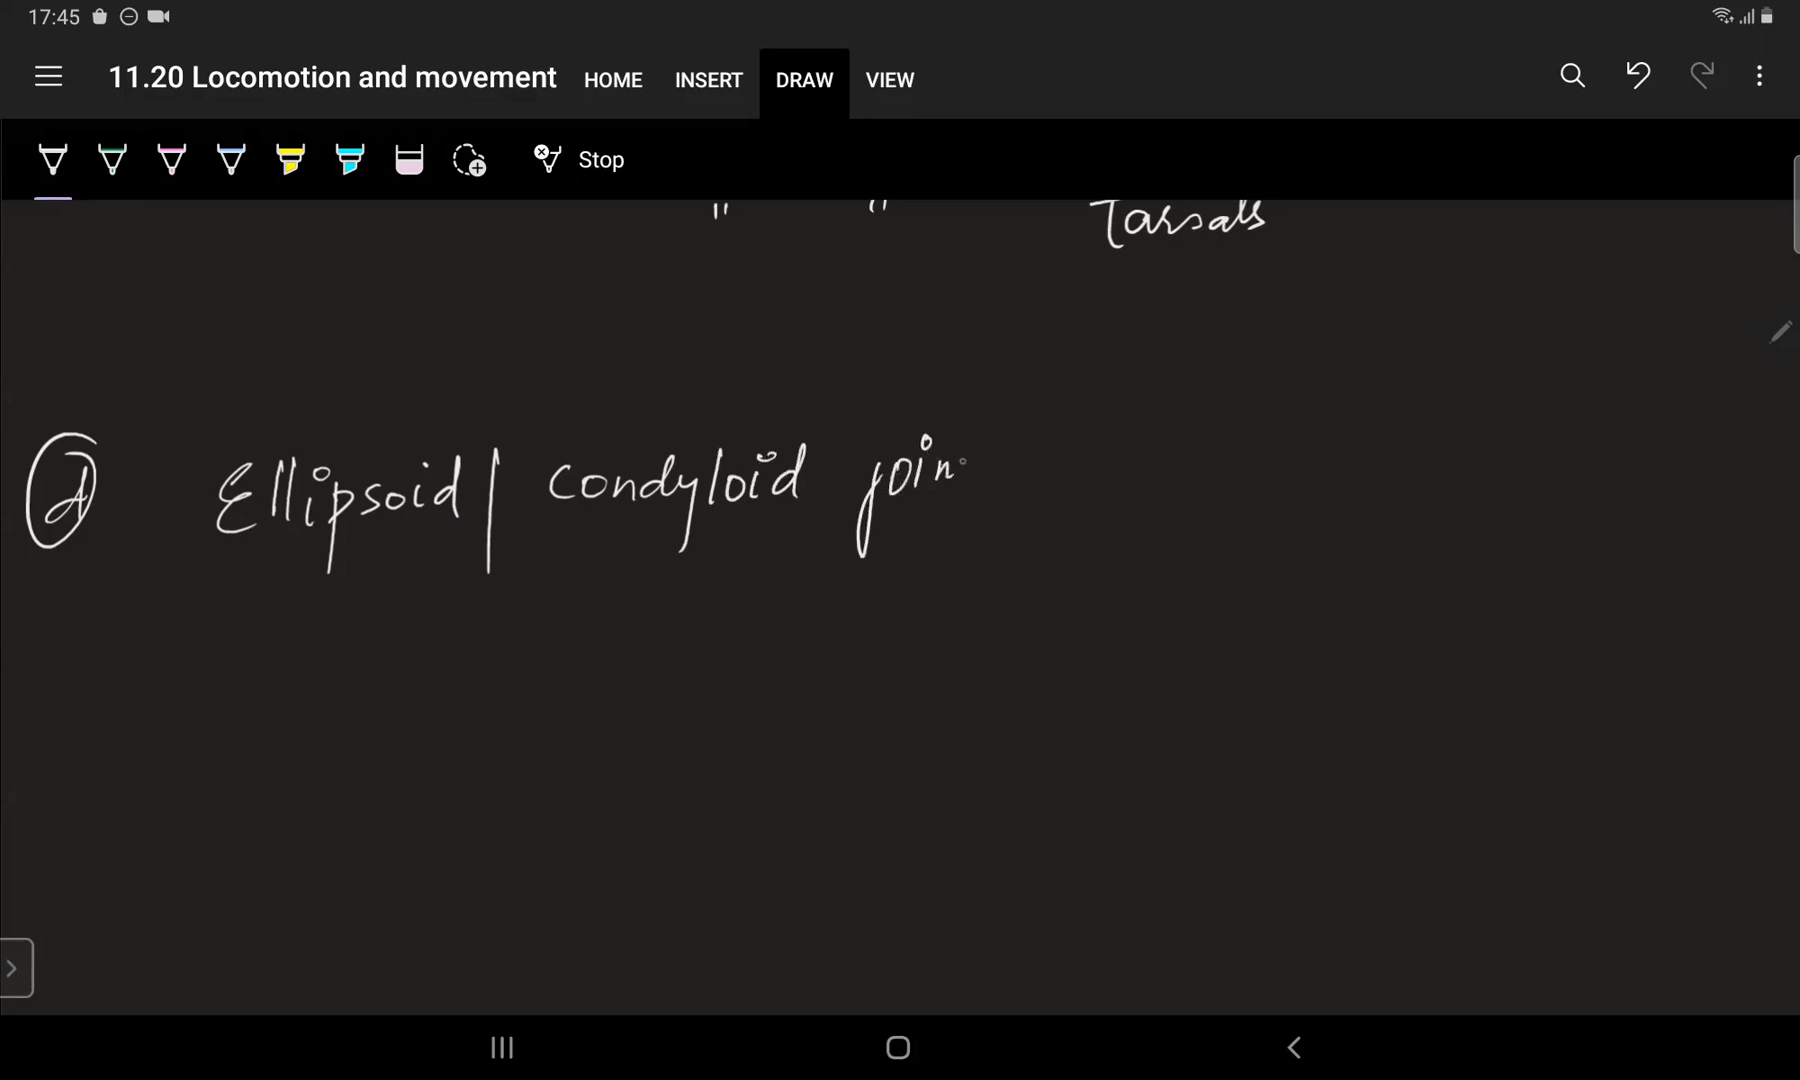 17:45
11.20 Locomotion and movement HOME INSERT DRAW VIEW
Stop
" " Tarsals
d Ellipsoid | condyloid join